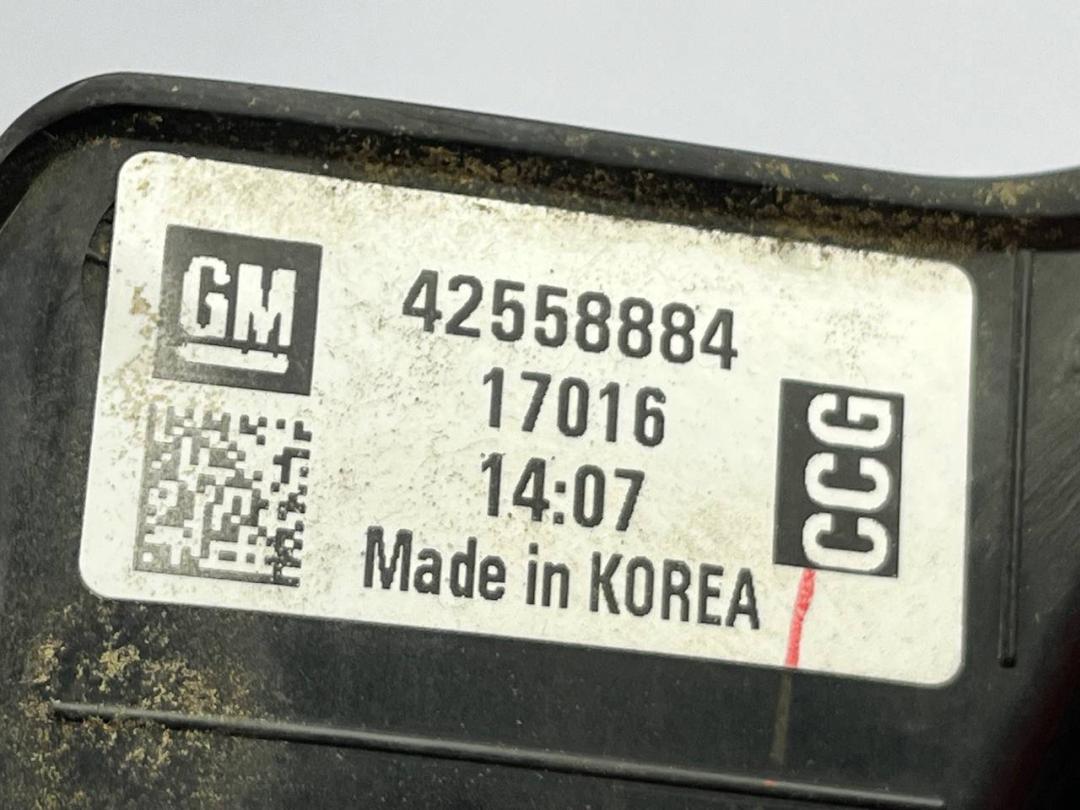 GM
42558884
17016
14:07
Made in KOREA
CCG